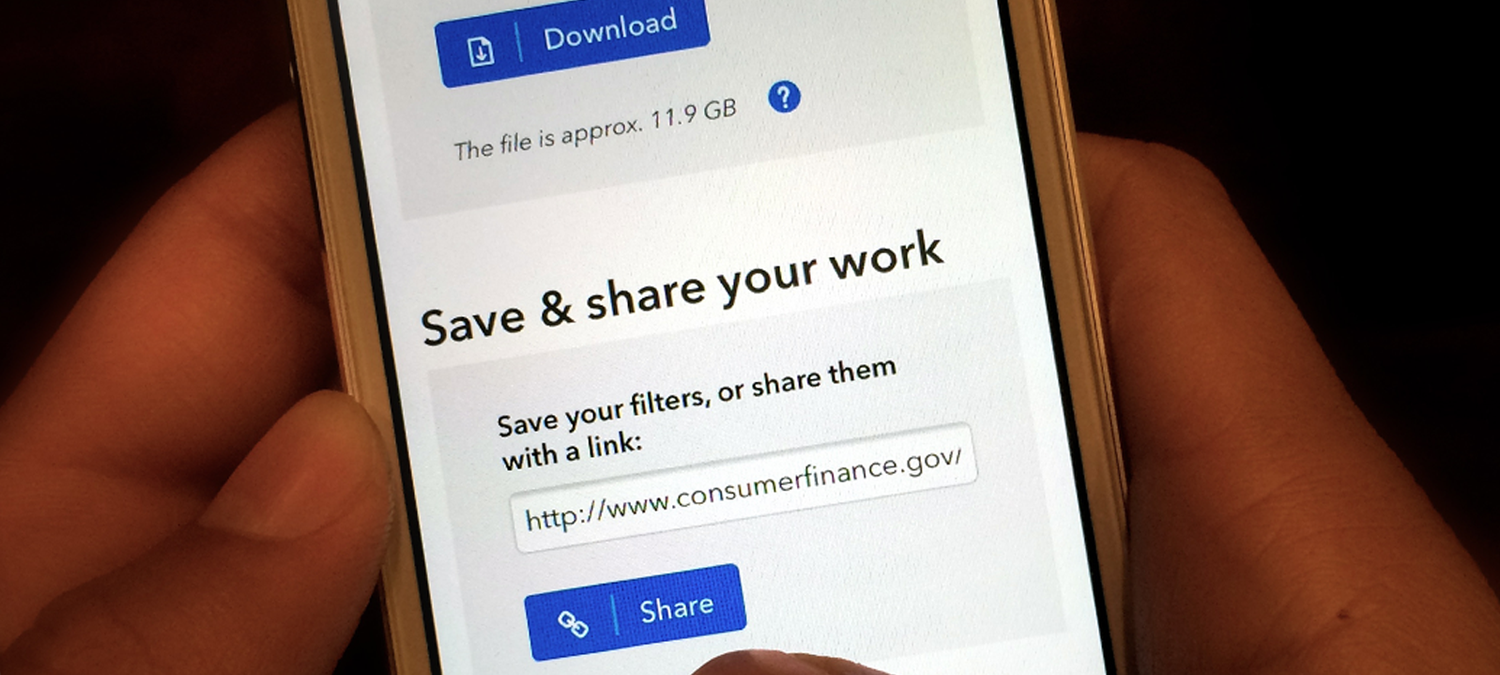 Download
The file is approx. 11.9 GB ?
Save & share your work
Save your filters, or share them
with a link:
http://www.consumerfinance.gov/
Share